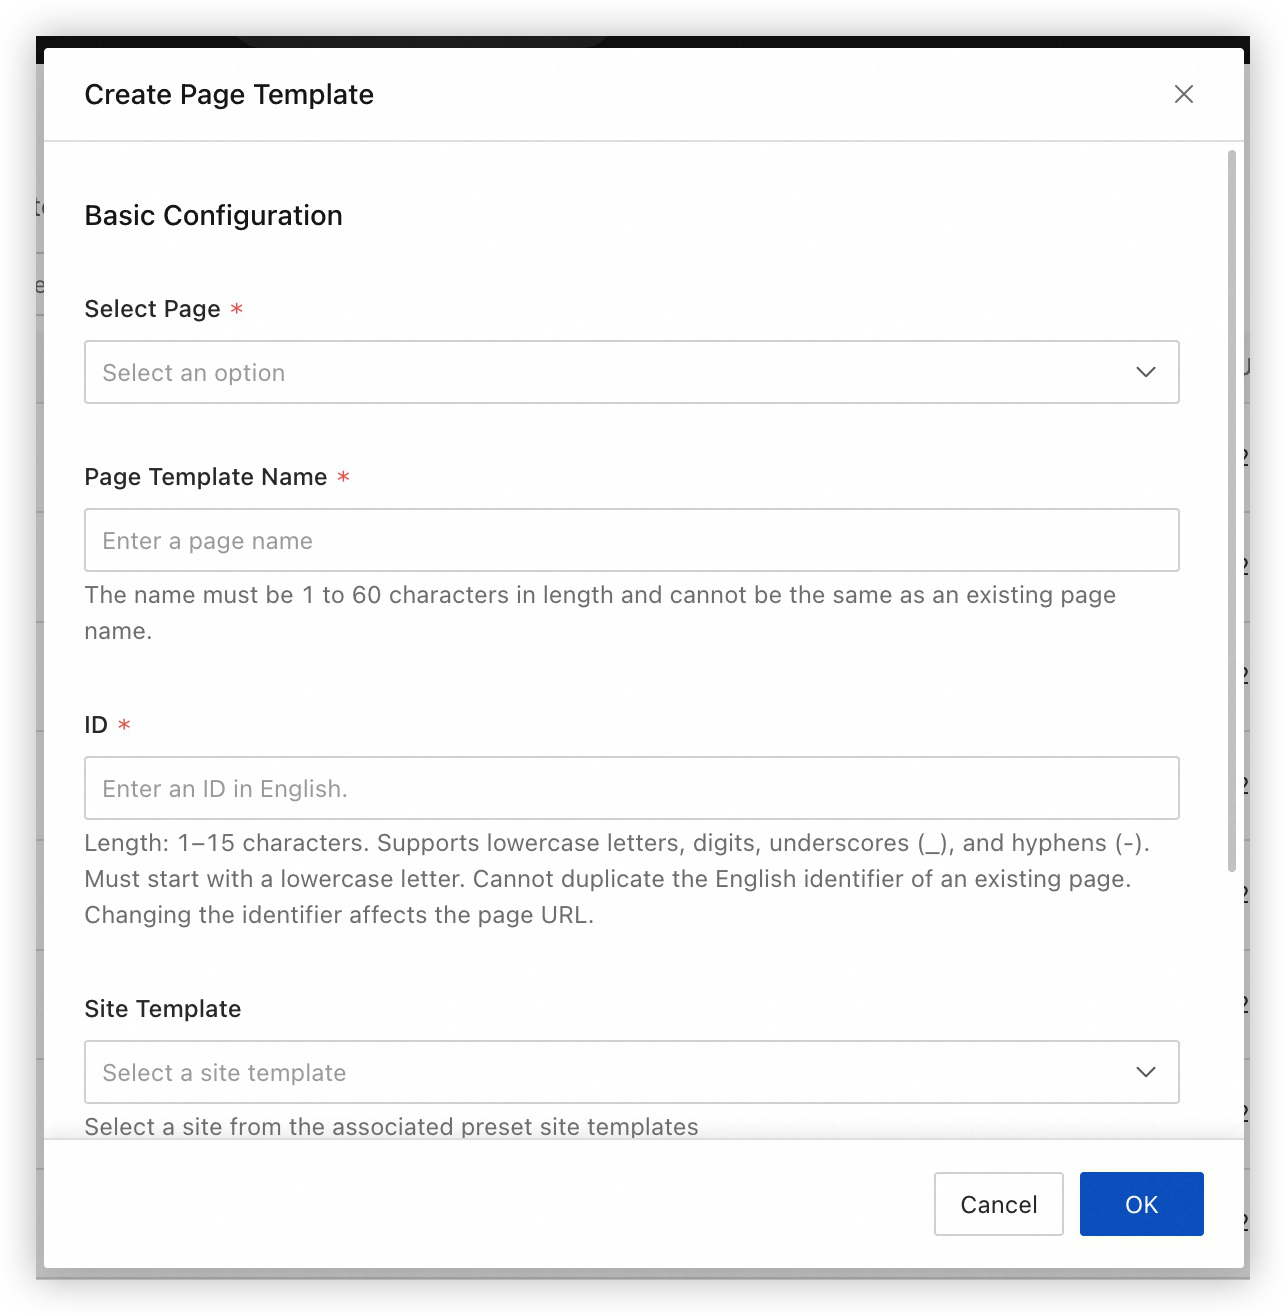 Create Page Template
Basic Configuration
Select Page *
Select an option
Page Template Name *
Enter a page name
The name must be 1 to 60 characters in length and cannot be the same as an existing page
name.
ID *
Enter an ID in English.
Length: 1–15 characters. Supports lowercase letters, digits, underscores (_), and hyphens (-).
Must start with a lowercase letter. Cannot duplicate the English identifier of an existing page.
Changing the identifier affects the page URL.
Site Template
Select a site template
Select a site from the associated preset site templates
Cancel
OK